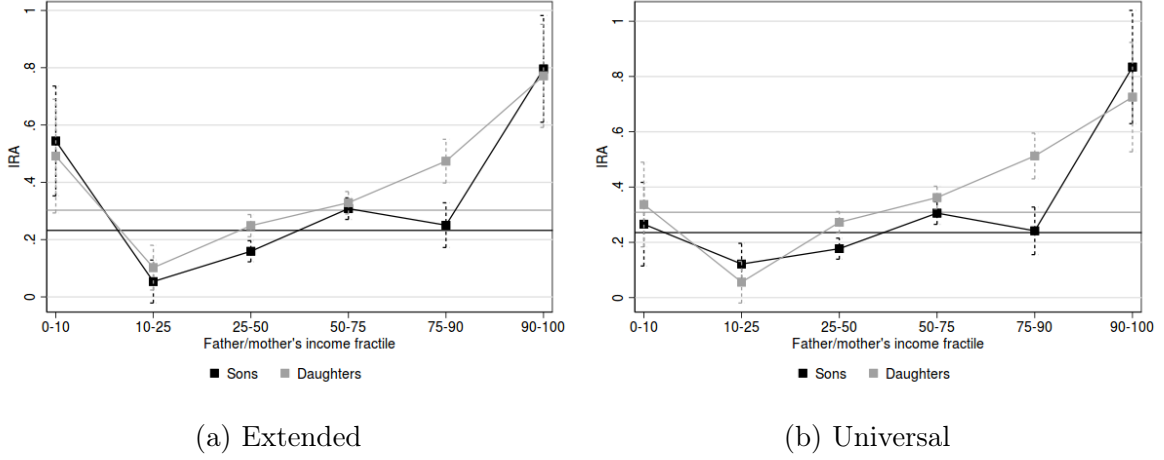 1
.8
.6
.4
.2
0
IRA
0-10 10-25 25-50 50-75 75-90 90-100
Father/mother's income fractile
Sons Daughters
(a) Extended
1
.8
.6
.4
.2
0
IRA
0-10 10-25 25-50 50-75 75-90 90-100
Father/mother's income fractile
Sons Daughters
(b) Universal